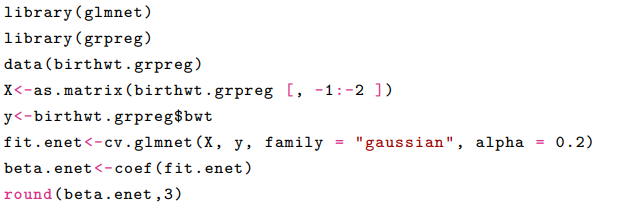 library(glmnet)
library(grpreg)
data(birthwt.grpreg)
X<-as.matrix(birthwt.grpreg [, -1:-2 ])
y<-birthwt.grpreg$bwt
fit.enet<-cv.glmnet(X, y, family = "gaussian", alpha = 0.2)
beta.enet<-coef(fit.enet)
round(beta.enet,3)